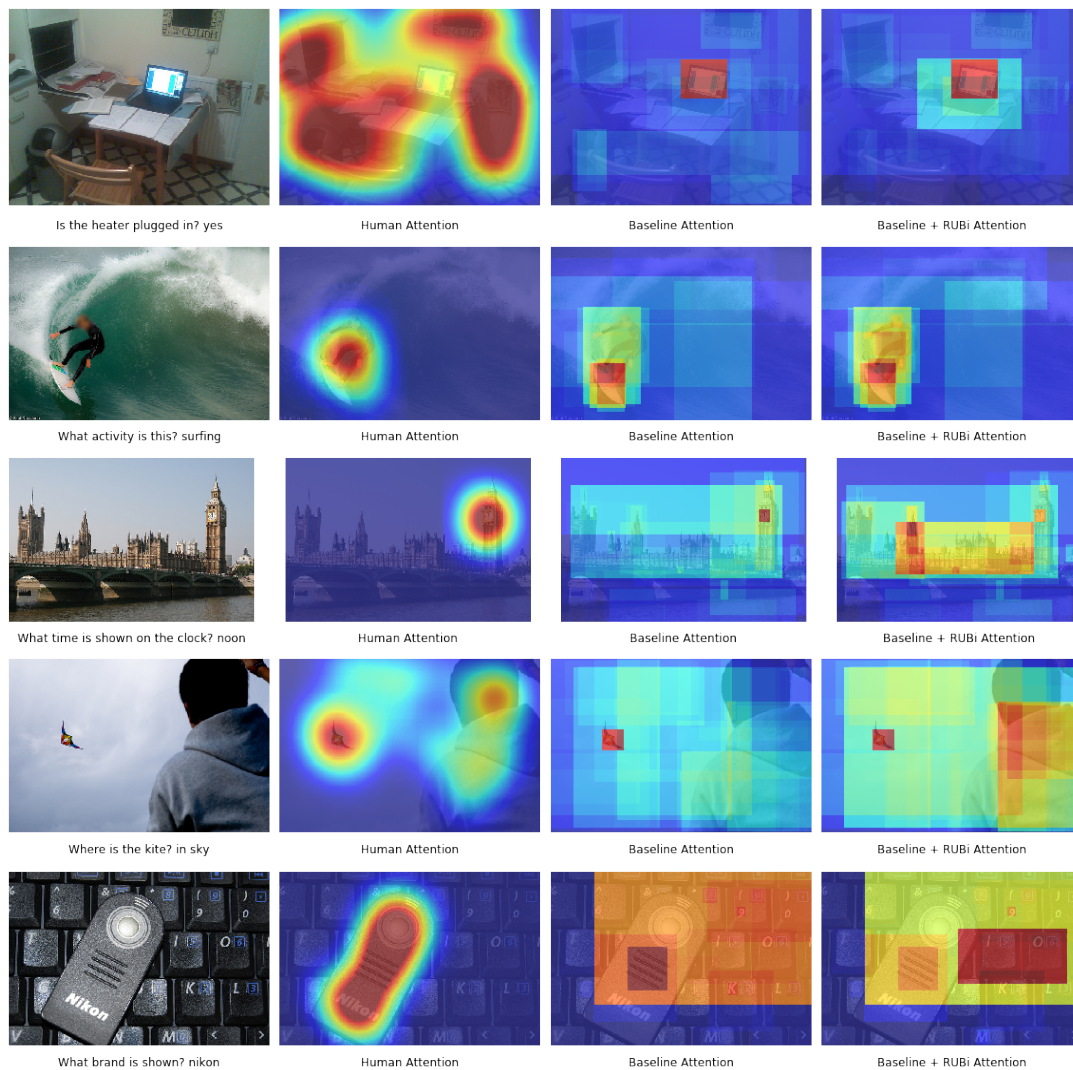 Is the heater plugged in? yes
Human Attention
Baseline Attention
Baseline + RUBi Attention
What activity is this? surfing
Human Attention
Baseline Attention
Baseline + RUBi Attention
What time is shown on the clock? noon
Human Attention
Baseline Attention
Baseline + RUBi Attention
Where is the kite? in sky
Human Attention
Baseline Attention
Baseline + RUBi Attention
Nikon
What brand is shown? nikon
Human Attention
Baseline Attention
Baseline + RUBi Attention